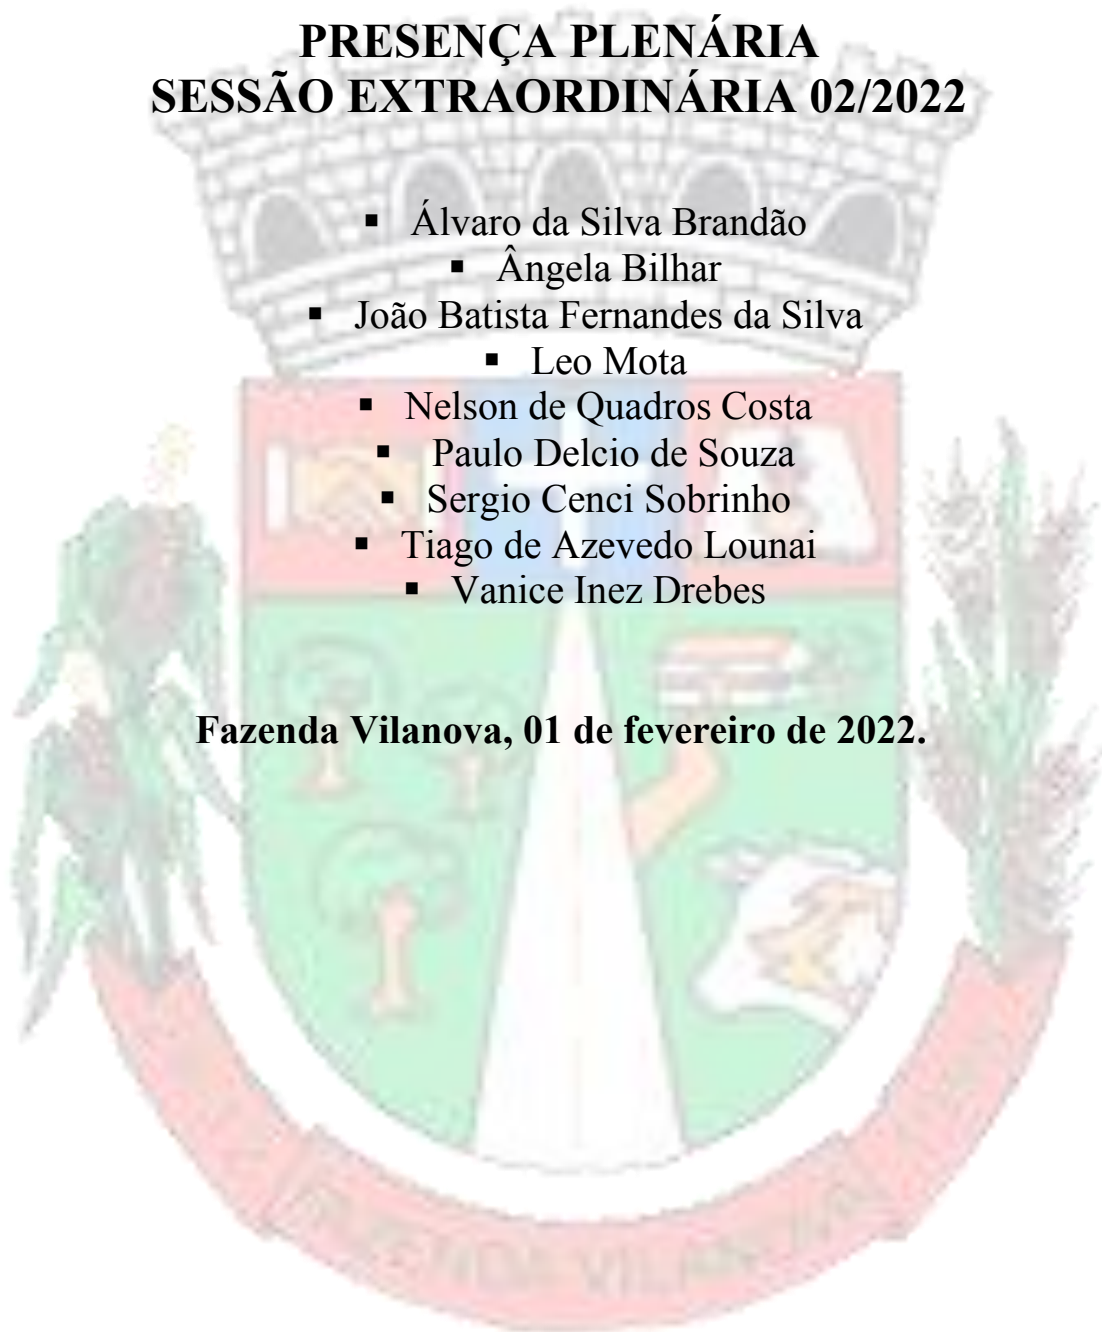 PRESENÇA PLENÁRIA
SESSÃO EXTRAORDINÁRIA 02/2022
▪ Álvaro da Silva Brandão
▪ Ângela Bilhar
▪ João Batista Fernandes da Silva
▪ Leo Mota
▪ Nelson de Quadros Costa
▪ Paulo Delcio de Souza
▪ Sergio Cenci Sobrinho
▪ Tiago de Azevedo Lounai
▪ Vanice Inez Drebes
Fazenda Vilanova, 01 de fevereiro de 2022.
FAZENDA VILANOVA